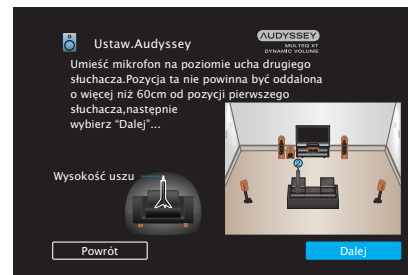 Ustaw.Audyssey
AUDYSSEY
MULTEQ XT
DYNAMIC VOLUME
Umieść mikrofon na poziomie ucha drugiego
słuchacza.Pozycja ta nie powinna być oddalona
o więcej niż 60cm od pozycji pierwszego
słuchacza,następnie
wybierz “Dalej”...
Wysokość uszu
2
Powrót
Dalej